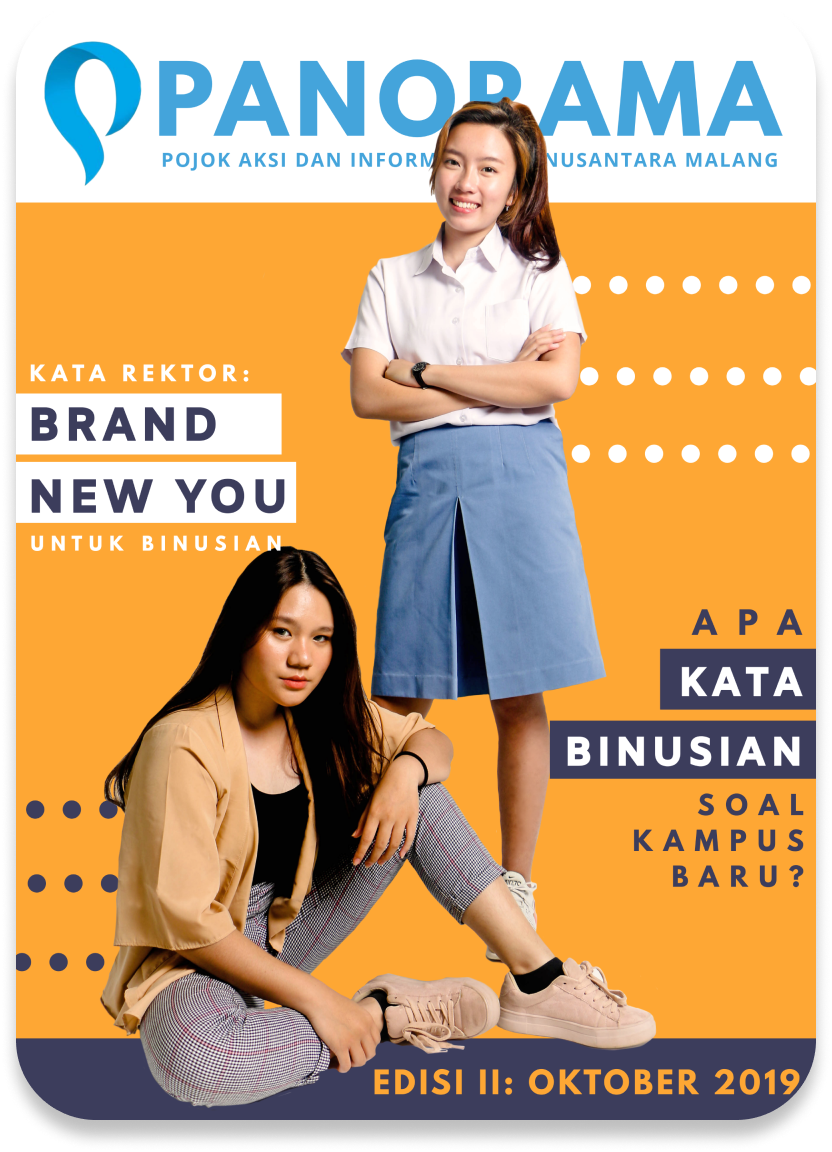 PANORAMA
POJOK AKSI DAN INFORM NUSANTARA MALANG
KATA REKTOR:
BRAND
NEW YOU
UNTUK BINUSIAN
APA
KATA
BINUSIAN
SOAL
KAMPUS
BARU?
EDISI II: OKTOBER 2019